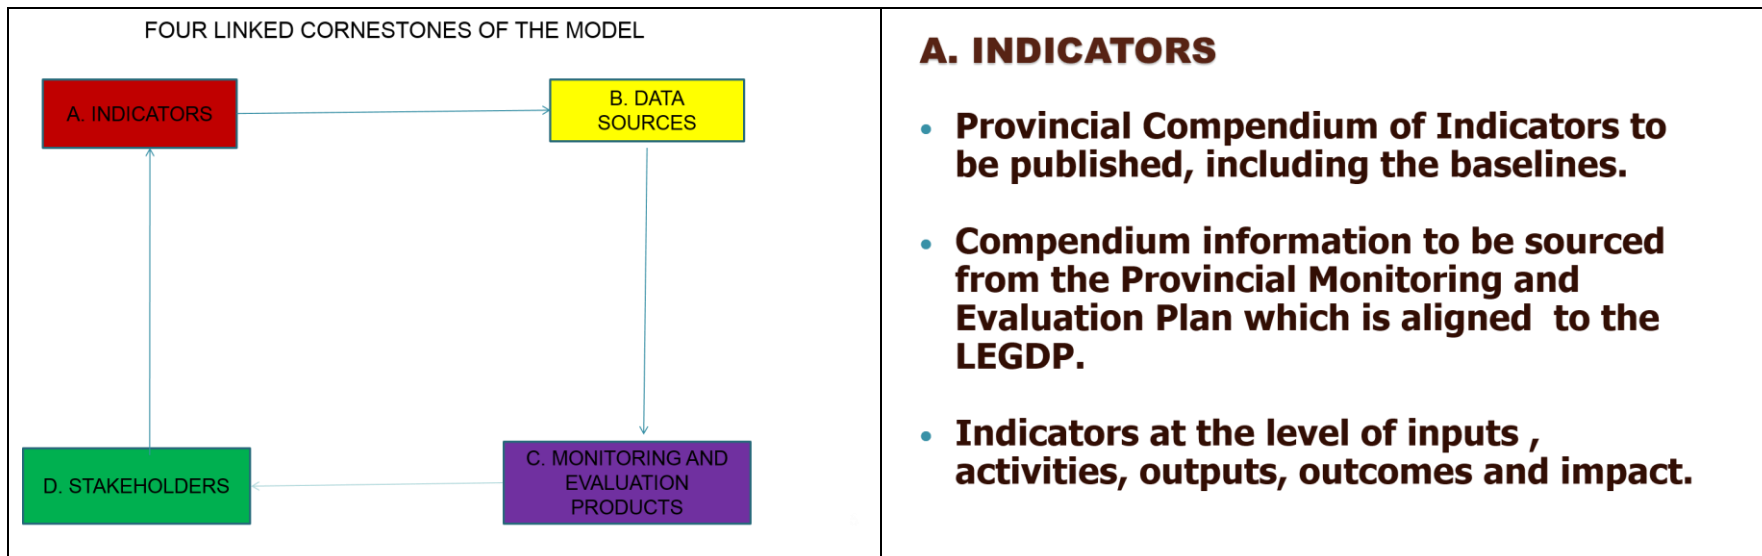 FOUR LINKED CORNESTONES OF THE MODEL
A. INDICATORS
B. DATA
SOURCES
C. MONITORING AND
EVALUATION
PRODUCTS
D. STAKEHOLDERS
A. INDICATORS
• Provincial Compendium of Indicators to
be published, including the baselines.
• Compendium information to be sourced
from the Provincial Monitoring and
Evaluation Plan which is aligned  to the
LEGDP.
• Indicators at the level of inputs ,
activities, outputs, outcomes and impact.